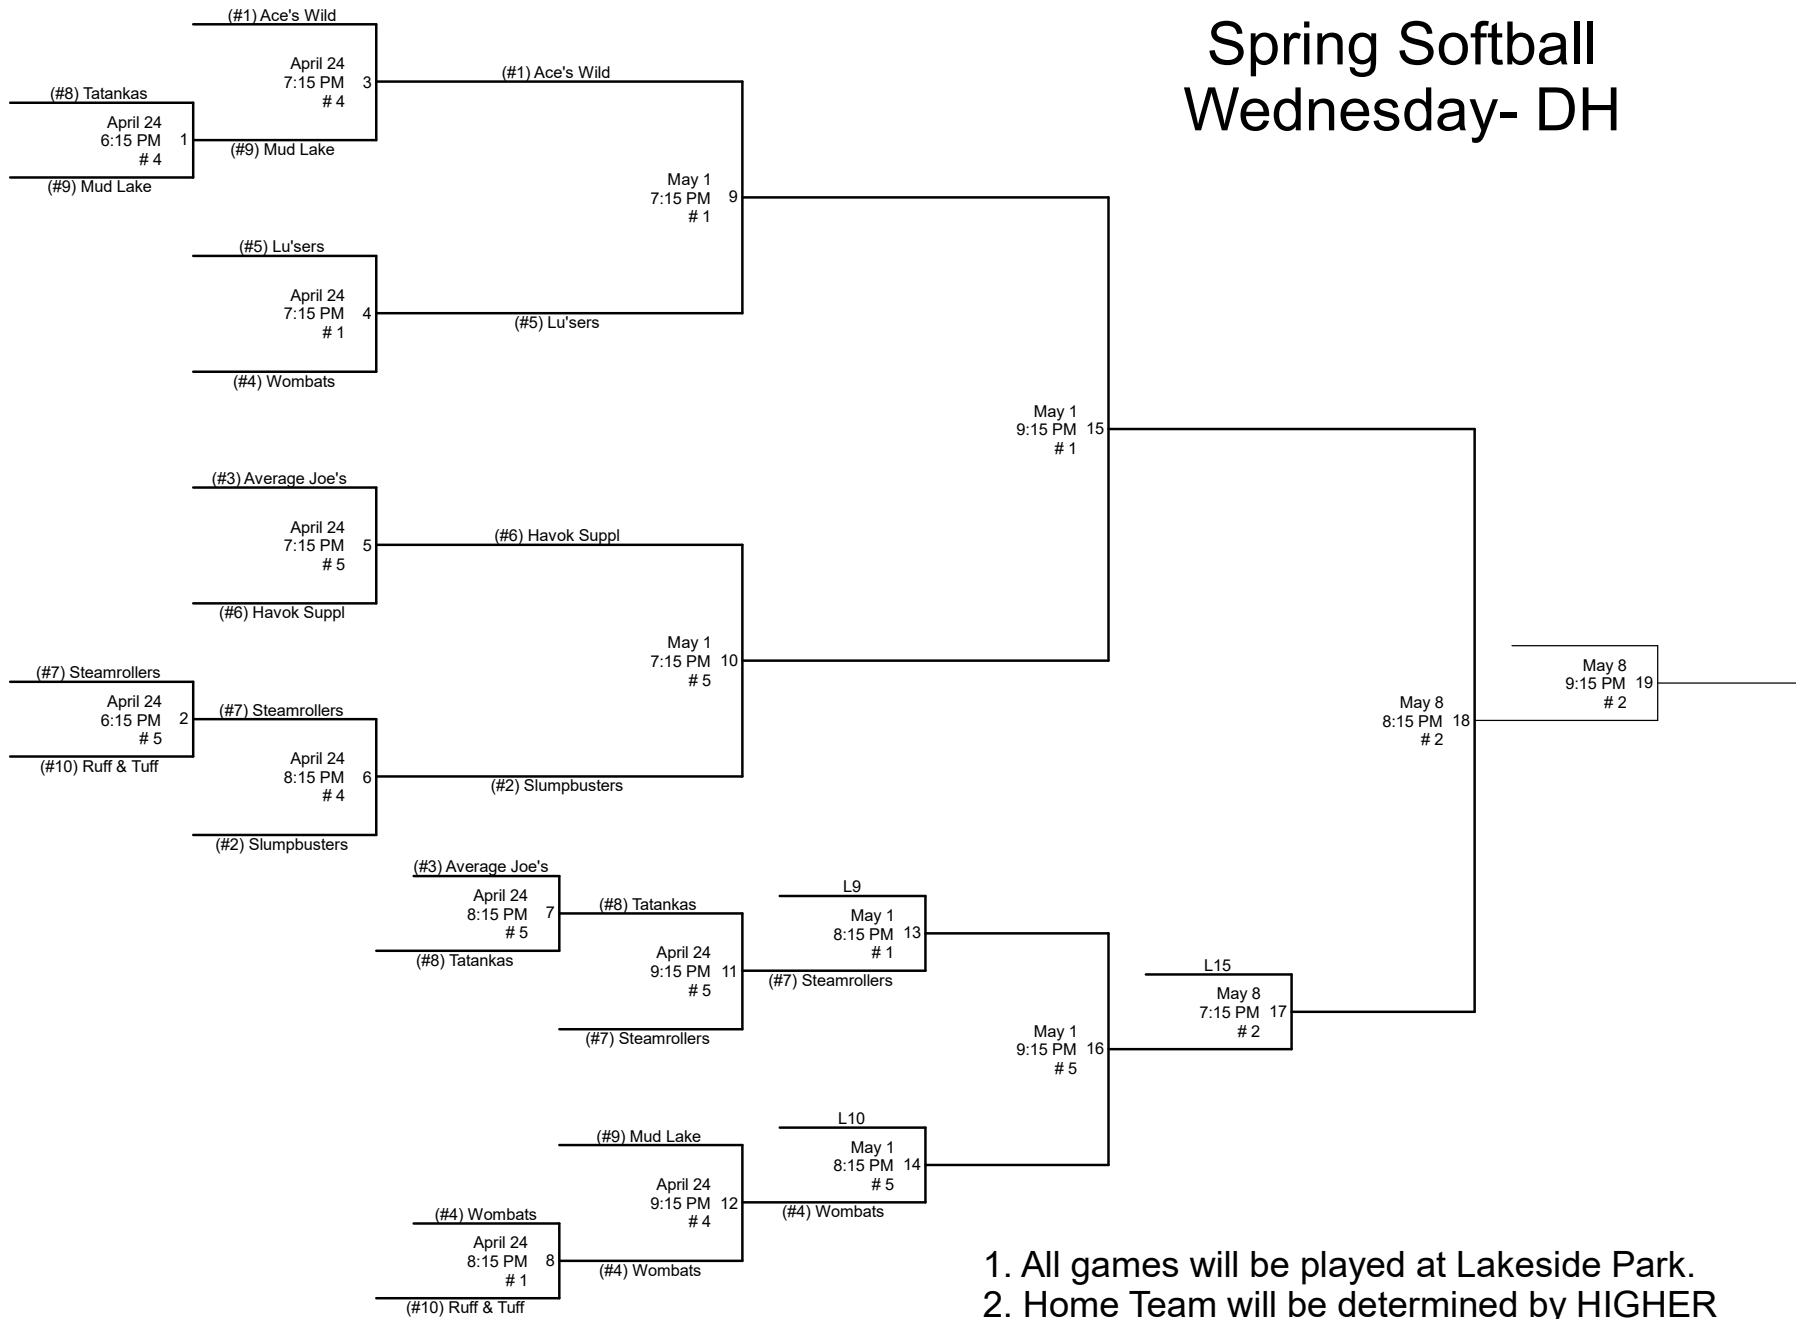 Spring Softball
Wednesday- DH
(#1) Ace's Wild
April 24
7:15 PM 3
# 4
(#1) Ace's Wild
(#8) Tatankas
April 24
6:15 PM 1
# 4
(#9) Mud Lake
(#9) Mud Lake
May 1
7:15 PM 9
# 1
(#5) Lu'sers
April 24
7:15 PM 4
# 1
(#5) Lu'sers
(#4) Wombats
May 1
9:15 PM 15
# 1
(#3) Average Joe's
April 24
7:15 PM 5
# 5
(#6) Havok Suppl
(#6) Havok Suppl
May 1
7:15 PM 10
# 5
(#7) Steamrollers
April 24
6:15 PM 2
# 5
(#7) Steamrollers
(#10) Ruff & Tuff
April 24
8:15 PM 6
# 4
(#2) Slumpbusters
(#2) Slumpbusters
May 8
8:15 PM 18
# 2
May 8
9:15 PM 19
# 2
(#3) Average Joe's
April 24
8:15 PM 7
# 5
(#8) Tatankas
(#8) Tatankas
April 24
9:15 PM 11
# 5
(#7) Steamrollers
L9
May 1
8:15 PM 13
# 1
(#7) Steamrollers
L15
May 8
7:15 PM 17
# 2
May 1
9:15 PM 16
# 5
(#9) Mud Lake
April 24
9:15 PM 12
# 4
L10
May 1
8:15 PM 14
# 5
(#4) Wombats
(#4) Wombats
April 24
8:15 PM 8
# 1
(#4) Wombats
(#10) Ruff & Tuff
1. All games will be played at Lakeside Park.
2. Home Team will be determined by HIGHER